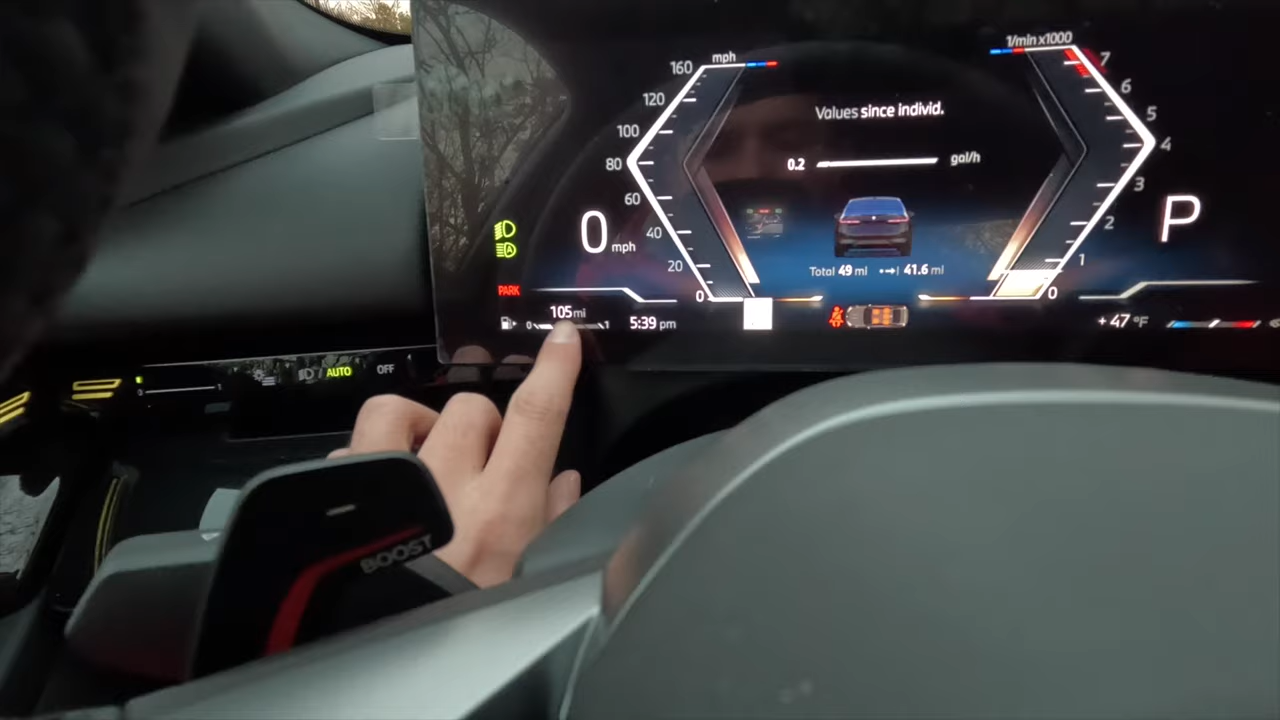 mph
160
120
100
80
60
40
20
0
0 mph
Values since individ.
0.2 gal/h
Total 49 mi 41.6 mi
1/min x1000
7
6
5
4
3
2
1
0
P
PARK
105 mi
0 1
5:39 pm
+47 °F
AUTO
OFF
BOOST